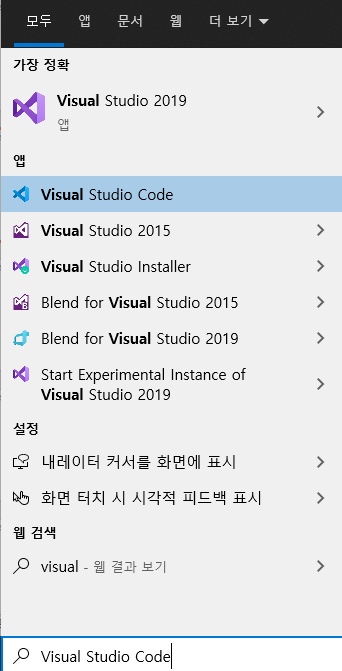 모두 앱 문서 웹 더 보기
가장 정확
Visual Studio 2019
앱
앱
Visual Studio Code
Visual Studio 2015
Visual Studio Installer
Blend for Visual Studio 2015
Blend for Visual Studio 2019
Start Experimental Instance of
Visual Studio 2019
설정
내레이터 커서를 화면에 표시
화면 터치 시 시각적 피드백 표시
웹 검색
visual - 웹 결과 보기
Visual Studio Code